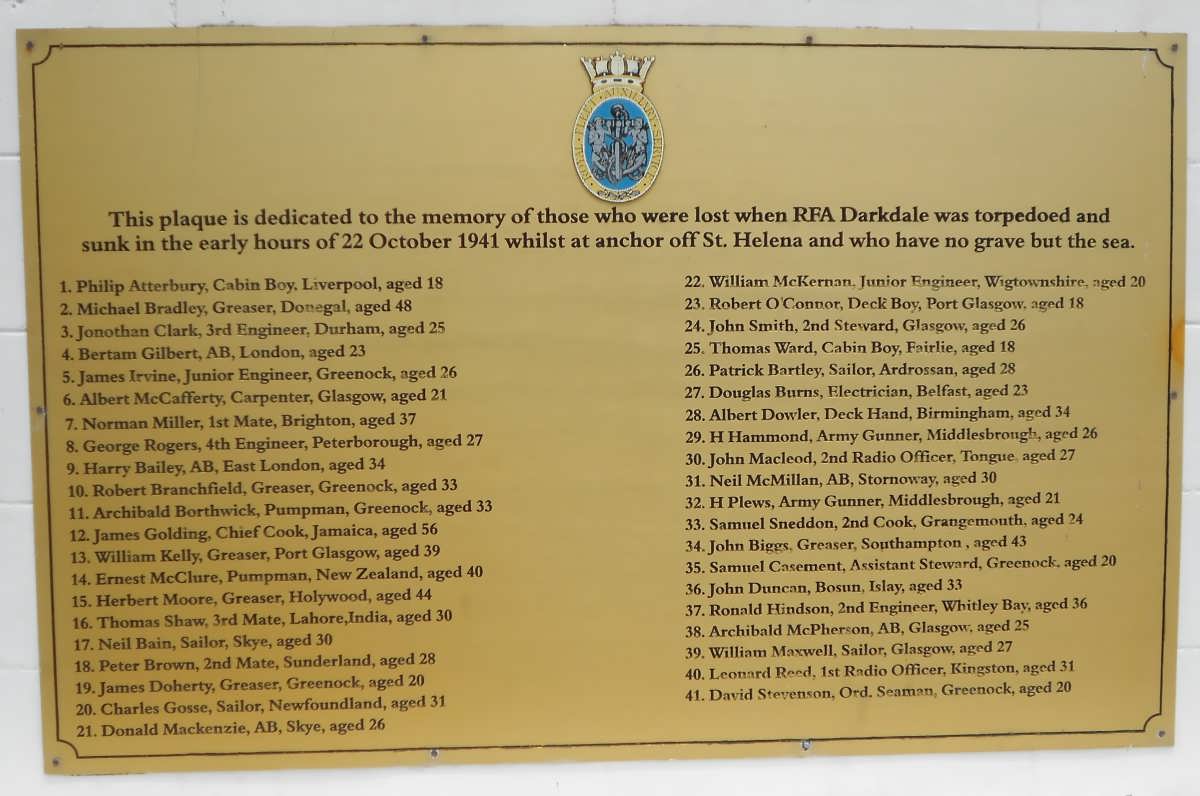 ROYAL FLEET AUXILIARY SERVICE
This plaque is dedicated to the memory of those who were lost when RFA Darkdale was torpedoed and
sunk in the early hours of 22 October 1941 whilst at anchor off St. Helena and who have no grave but the sea.
1. Philip Atterbury, Cabin Boy, Liverpool, aged 18
2. Michael Bradley, Greaser, Donegal, aged 48
3. Jonothan Clark, 3rd Engineer, Durham, aged 25
4. Bertam Gilbert, AB, London, aged 23
5. James Irvine, Junior Engineer, Greenock, aged 26
6. Albert McCafferty, Carpenter, Glasgow, aged 21
7. Norman Miller, 1st Mate, Brighton, aged 37
8. George Rogers, 4th Engineer, Peterborough, aged 27
9. Harry Bailey, AB, East London, aged 34
10. Robert Branchfield, Greaser, Greenock, aged 33
11. Archibald Borthwick, Pumpman, Greenock, aged 33
12. James Golding, Chief Cook, Jamaica, aged 56
13. William Kelly, Greaser, Port Glasgow, aged 39
14. Ernest McClure, Pumpman, New Zealand, aged 40
15. Herbert Moore, Greaser, Holywood, aged 44
16. Thomas Shaw, 3rd Mate, Lahore,India, aged 30
17. Neil Bain, Sailor, Skye, aged 30
18. Peter Brown, 2nd Mate, Sunderland, aged 28
19. James Doherty, Greaser, Greenock, aged 20
20. Charles Gosse, Sailor, Newfoundland, aged 31
21. Donald Mackenzie, AB, Skye, aged 26
22. William McKernan, Junior Engineer, Wigtownshire, aged 20
23. Robert O'Connor, Deck Boy, Port Glasgow, aged 18
24. John Smith, 2nd Steward, Glasgow, aged 26
25. Thomas Ward, Cabin Boy, Fairlie, aged 18
26. Patrick Bartley, Sailor, Ardrossan, aged 28
27. Douglas Burns, Electrician, Belfast, aged 23
28. Albert Dowler, Deck Hand, Birmingham, aged 34
29. H Hammond, Army Gunner, Middlesbrough, aged 26
30. John Macleod, 2nd Radio Officer, Tongue, aged 27
31. Neil McMillan, AB, Stornoway, aged 30
32. H Plews, Army Gunner, Middlesbrough, aged 21
33. Samuel Sneddon, 2nd Cook, Grangemouth, aged 24
34. John Biggs, Greaser, Southampton , aged 43
35. Samuel Casement, Assistant Steward, Greenock, aged 20
36. John Duncan, Bosun, Islay, aged 33
37. Ronald Hindson, 2nd Engineer, Whitley Bay, aged 36
38. Archibald McPherson, AB, Glasgow, aged 25
39. William Maxwell, Sailor, Glasgow, aged 27
40. Leonard Reed, 1st Radio Officer, Kingston, aged 31
41. David Stevenson, Ord. Seaman, Greenock, aged 20